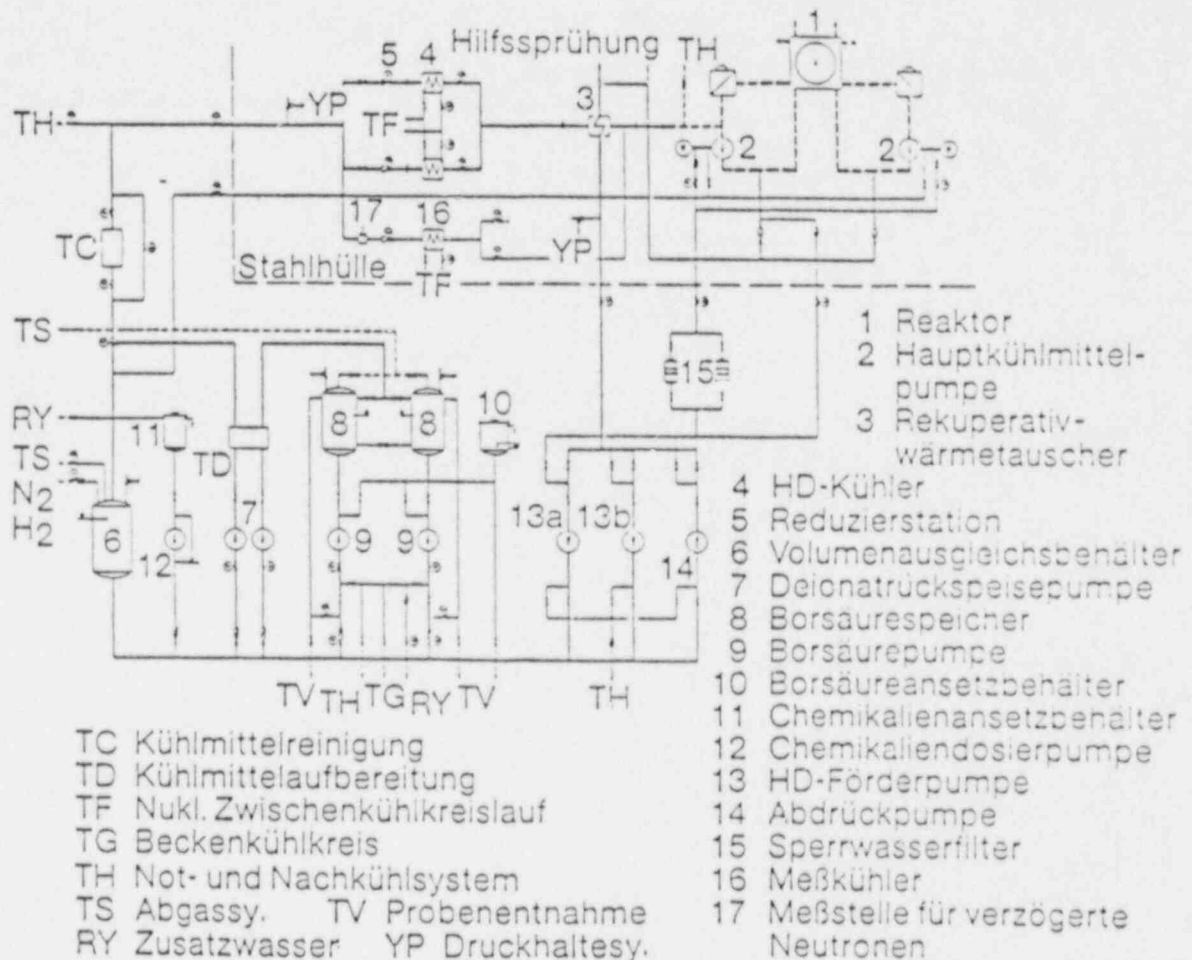 Hilfssprühung TH 1
5 4
YP
3
TH
TF
2 2
17 16
TC
YP
Stahlhülle
TF
TS
1 Reaktor
2 Hauptkühlmittel-
pumpe
3 Rekuperativ-
wärmetauscher
4 HD-Kühler
5 Reduzierstation
6 Volumenausgleichsbehälter
7 Deionatrückspeisepumpe
8 Borsäurespeicher
9 Borsäurepumpe
10 Borsäureansetzbehälter
11 Chemikalienansetzbehälter
12 Chemikaliendosierpumpe
13 HD-Förderpumpe
14 Abdrückpumpe
15 Sperrwasserfilter
16 Meßkühler
17 Meßstelle für verzögerte
Neutronen
15
RY
11
8 8
10
TS
TD
N2
H2
6
7
12
9 9
13a 13b
14
TV TH TG RY TV TH
TC Kühlmittelreinigung
TD Kühlmittelaufbereitung
TF Nukl. Zwischenkühlkreislauf
TG Beckenkühlkreis
TH Not- und Nachkühlsystem
TS Abgassy. TV Probenentnahme
RY Zusatzwasser YP Druckhaltesy.